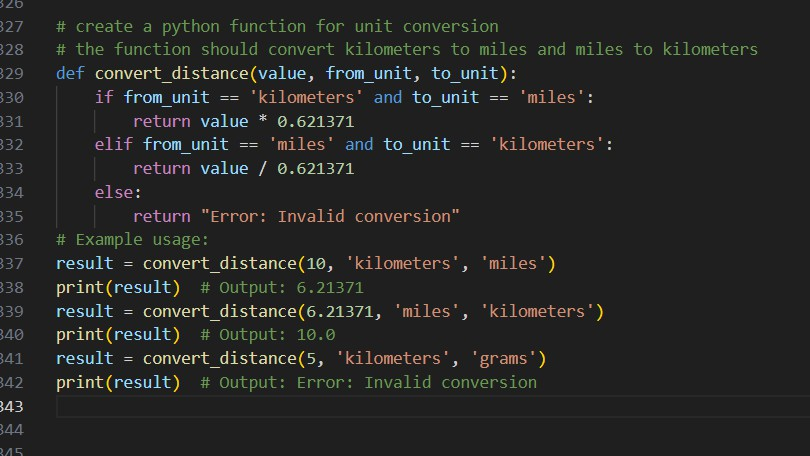 326
327 # create a python function for unit conversion
328 # the function should convert kilometers to miles and miles to kilometers
329 def convert_distance(value, from_unit, to_unit):
330     if from_unit == 'kilometers' and to_unit == 'miles':
331         return value * 0.621371
332     elif from_unit == 'miles' and to_unit == 'kilometers':
333         return value / 0.621371
334     else:
335         return "Error: Invalid conversion"
336 # Example usage:
337 result = convert_distance(10, 'kilometers', 'miles')
338 print(result)  # Output: 6.21371
339 result = convert_distance(6.21371, 'miles', 'kilometers')
340 print(result)  # Output: 10.0
341 result = convert_distance(5, 'kilometers', 'grams')
342 print(result)  # Output: Error: Invalid conversion
343
344
345